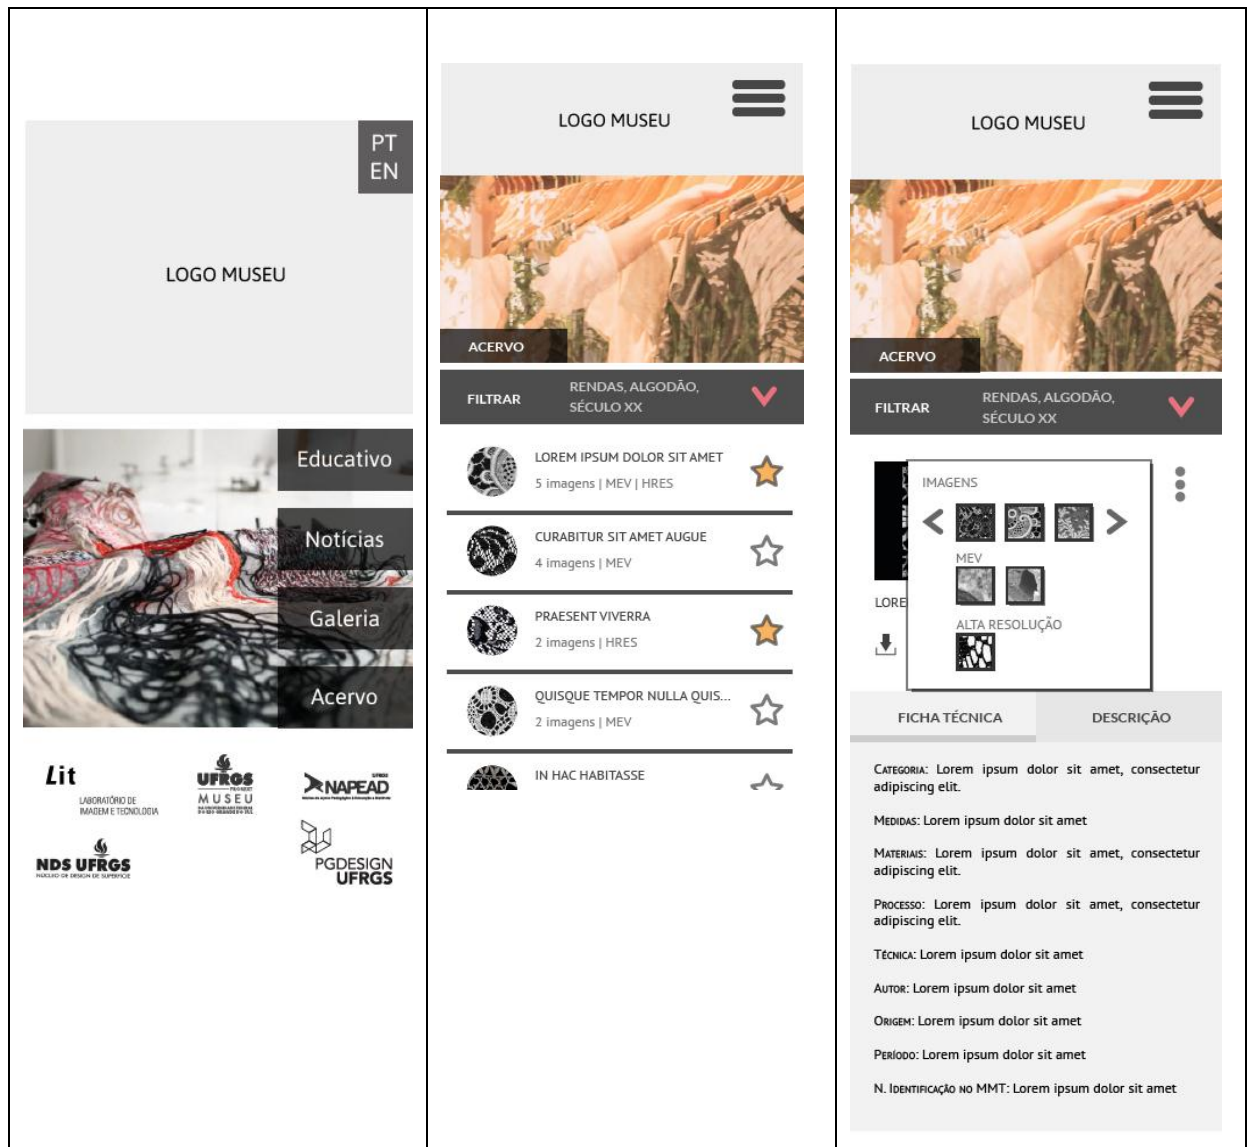 PT
EN
LOGO MUSEU
Educativo
Notícias
Galeria
Acervo
Lit
LABORATÓRIO DE
IMAGEM E TECNOLOGIA
UFRGS
MUSEU
UFRGS
NAPEAD
NDS UFRGS
NÚCLEO DE DESIGN DE SUPERFÍCIE
PGDESIGN
UFRGS
LOGO MUSEU
ACERVO
FILTRAR
RENDAS, ALGODÃO,
SÉCULO XX
LOREM IPSUM DOLOR SIT AMET
5 imagens | MEV | HRES
CURABITUR SIT AMET AUGUE
4 imagens | MEV
PRAESENT VIVERRA
2 imagens | HRES
QUISQUE TEMPOR NULLA QUIS...
2 imagens | MEV
IN HAC HABITASSE
LOGO MUSEU
ACERVO
FILTRAR
RENDAS, ALGODÃO,
SÉCULO XX
IMAGENS
MEV
LORE
ALTA RESOLUÇÃO
FICHA TÉCNICA
DESCRIÇÃO
CATEGORIA: Lorem ipsum dolor sit amet, consectetur
adipiscing elit.
MEDIDAS: Lorem ipsum dolor sit amet
MATERIAIS: Lorem ipsum dolor sit amet, consectetur
adipiscing elit.
PROCESSO: Lorem ipsum dolor sit amet, consectetur
adipiscing elit.
TÉCNICA: Lorem ipsum dolor sit amet
AUTOR: Lorem ipsum dolor sit amet
ORIGEM: Lorem ipsum dolor sit amet
PERÍODO: Lorem ipsum dolor sit amet
N. IDENTIFICAÇÃO NO MMT: Lorem ipsum dolor sit amet